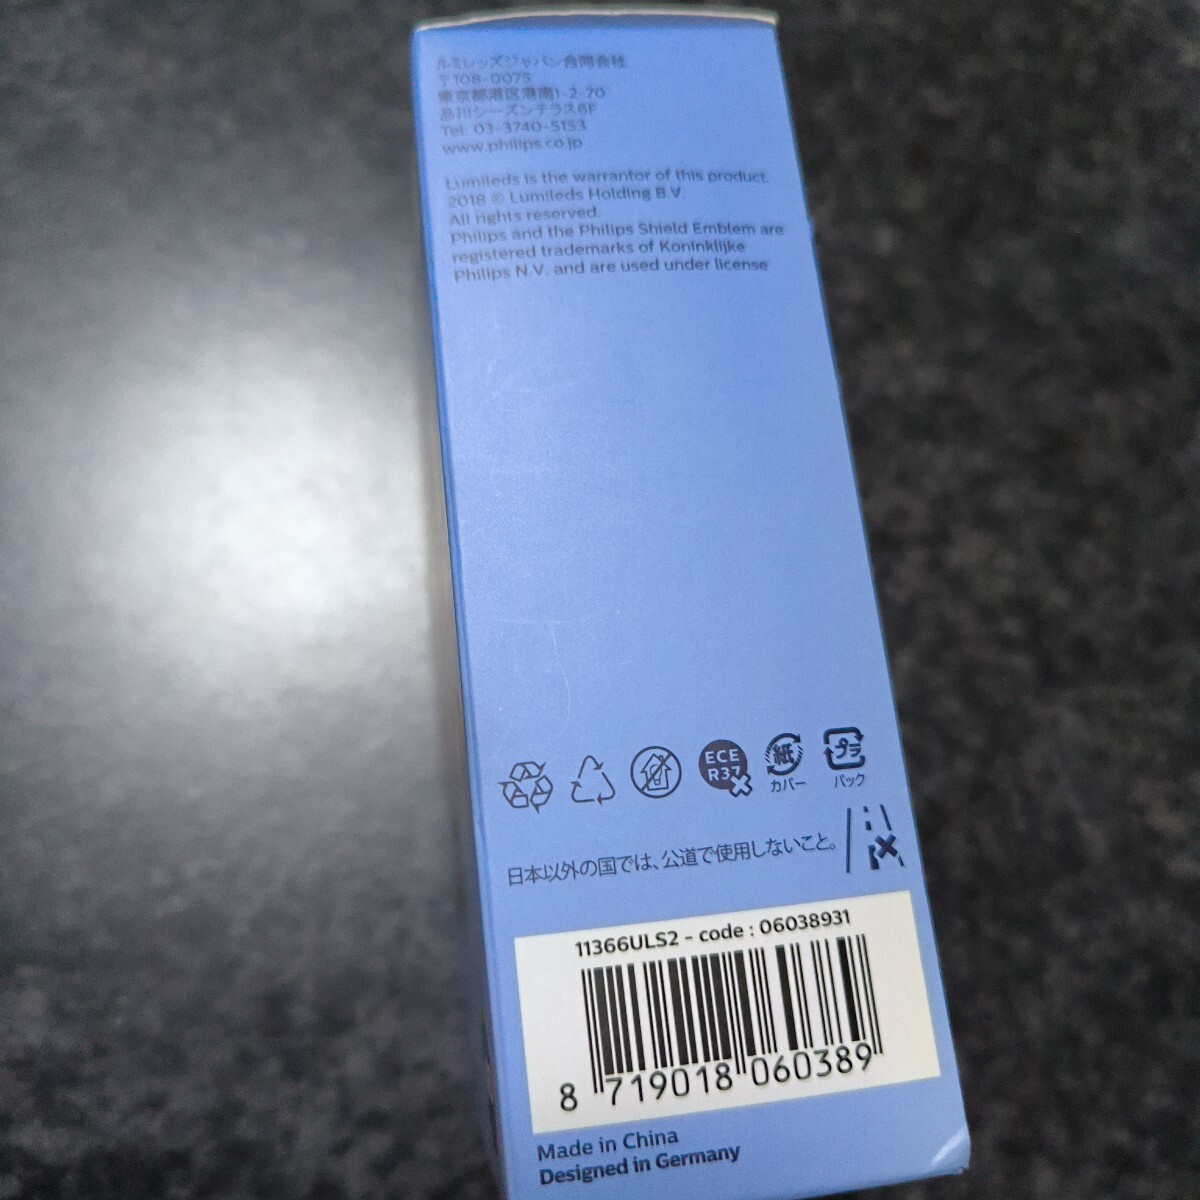 ルミレッズジャパン合同会社
〒108-0075
東京都港区港南1-2-70
品川シーズンテラス6F
Tel: 03-3740-5153
www.philips.co.jp
Lumileds is the warrantor of this product.
2018 © Lumileds Holding B.V.
All rights reserved.
Philips and the Philips Shield Emblem are
registered trademarks of Koninklijke
Philips N.V. and are used under license
ECE
R37
紙
カバー
プラ
パック
日本以外の国では、公道で使用しないこと。
11366ULS2 - code : 06038931
8 719018 060389
Made in China
Designed in Germany